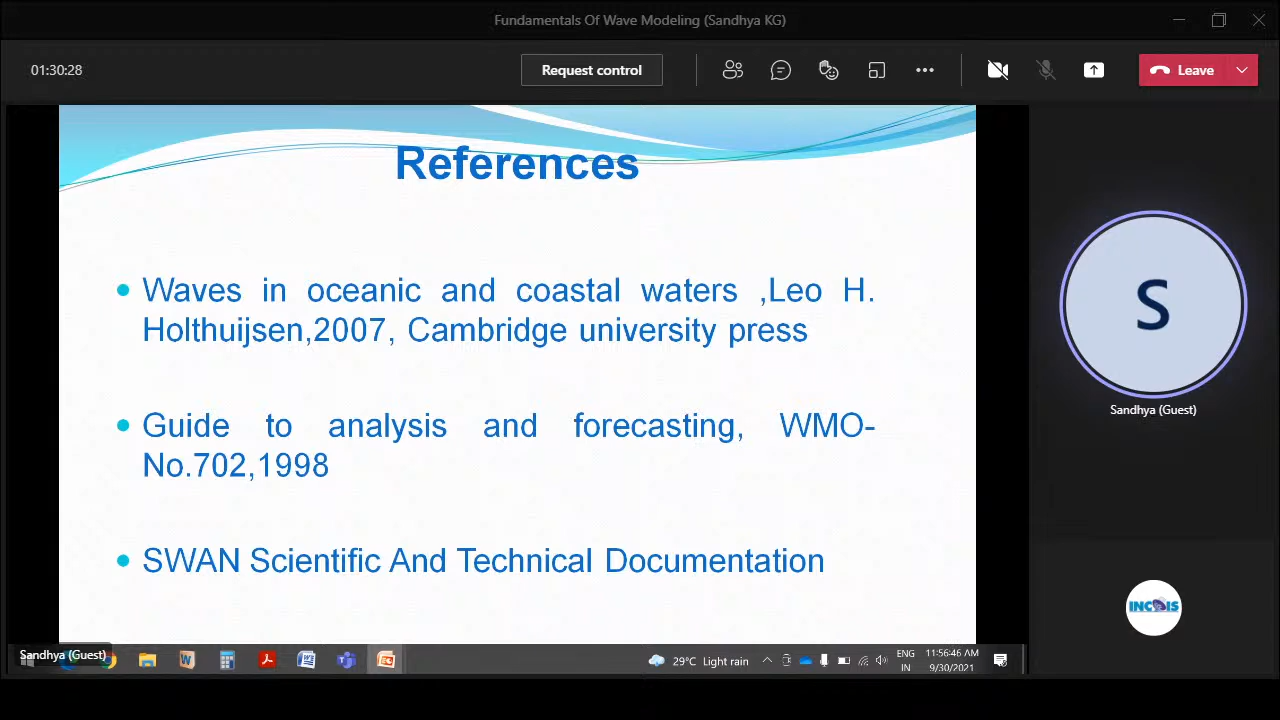 Fundamentals Of Wave Modeling (Sandhya KG)
01:30:28
Request control
Leave
References
• Waves in oceanic and coastal waters ,Leo H.
Holthuijsen,2007, Cambridge university press
• Guide to analysis and forecasting, WMO-
No.702,1998
• SWAN Scientific And Technical Documentation
S
Sandhya (Guest)
INCOIS
Sandhya (Guest)
29°C Light rain
ENG
IN
11:56:46 AM
9/30/2021